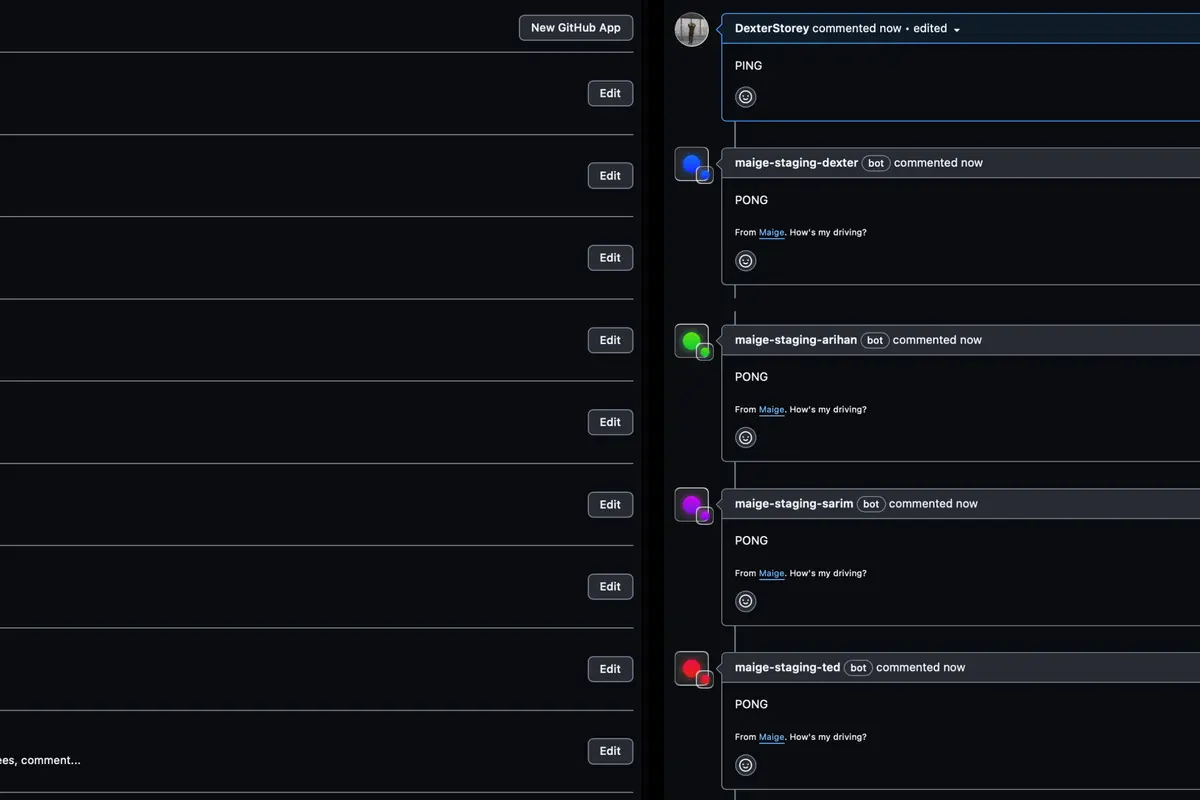 New GitHub App
Edit
Edit
Edit
Edit
Edit
Edit
Edit
Edit
ees, comment...
Edit
DexterStorey commented now • edited
PING
maige-staging-dexter bot commented now
PONG
From Maige. How's my driving?
maige-staging-arihan bot commented now
PONG
From Maige. How's my driving?
maige-staging-sarim bot commented now
PONG
From Maige. How's my driving?
maige-staging-ted bot commented now
PONG
From Maige. How's my driving?